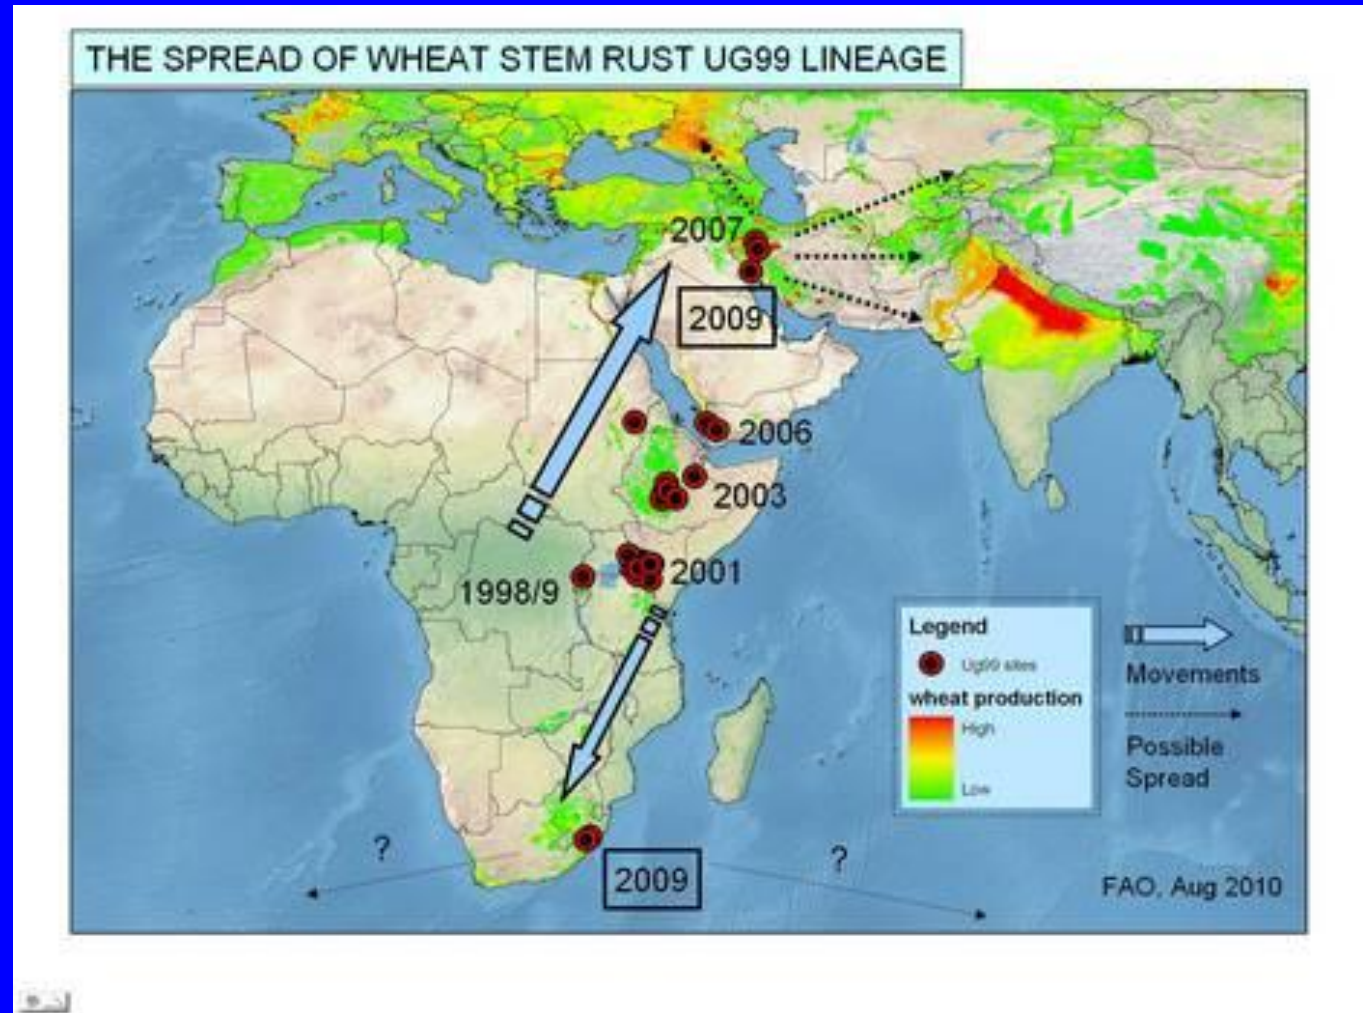 THE SPREAD OF WHEAT STEM RUST UG99 LINEAGE
2007
2009
2006
2003
2001
1998/9
Legend
Ug99 sites
wheat production
High
Low
Movements
Possible
Spread
?
?
2009
FAO, Aug 2010